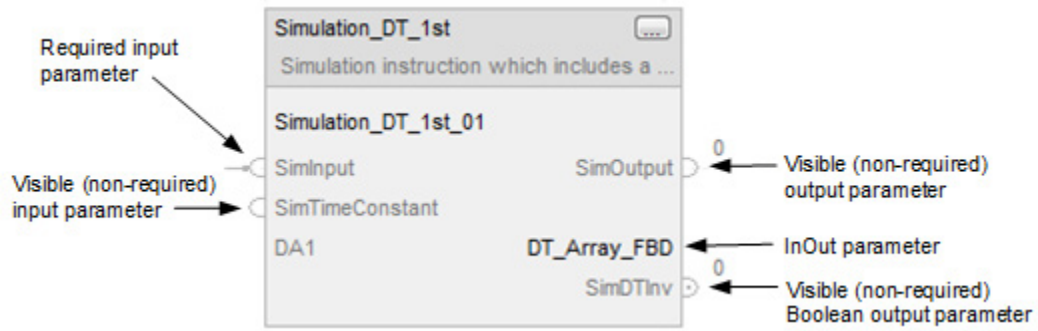 Simulation_DT_1st
...
Simulation instruction which includes a ...
Required input
parameter
Simulation_DT_1st_01
0
SimInput
SimOutput
Visible (non-required)
output parameter
Visible (non-required)
input parameter
SimTimeConstant
DA1
DT_Array_FBD
InOut parameter
0
SimDTInv
Visible (non-required)
Boolean output parameter